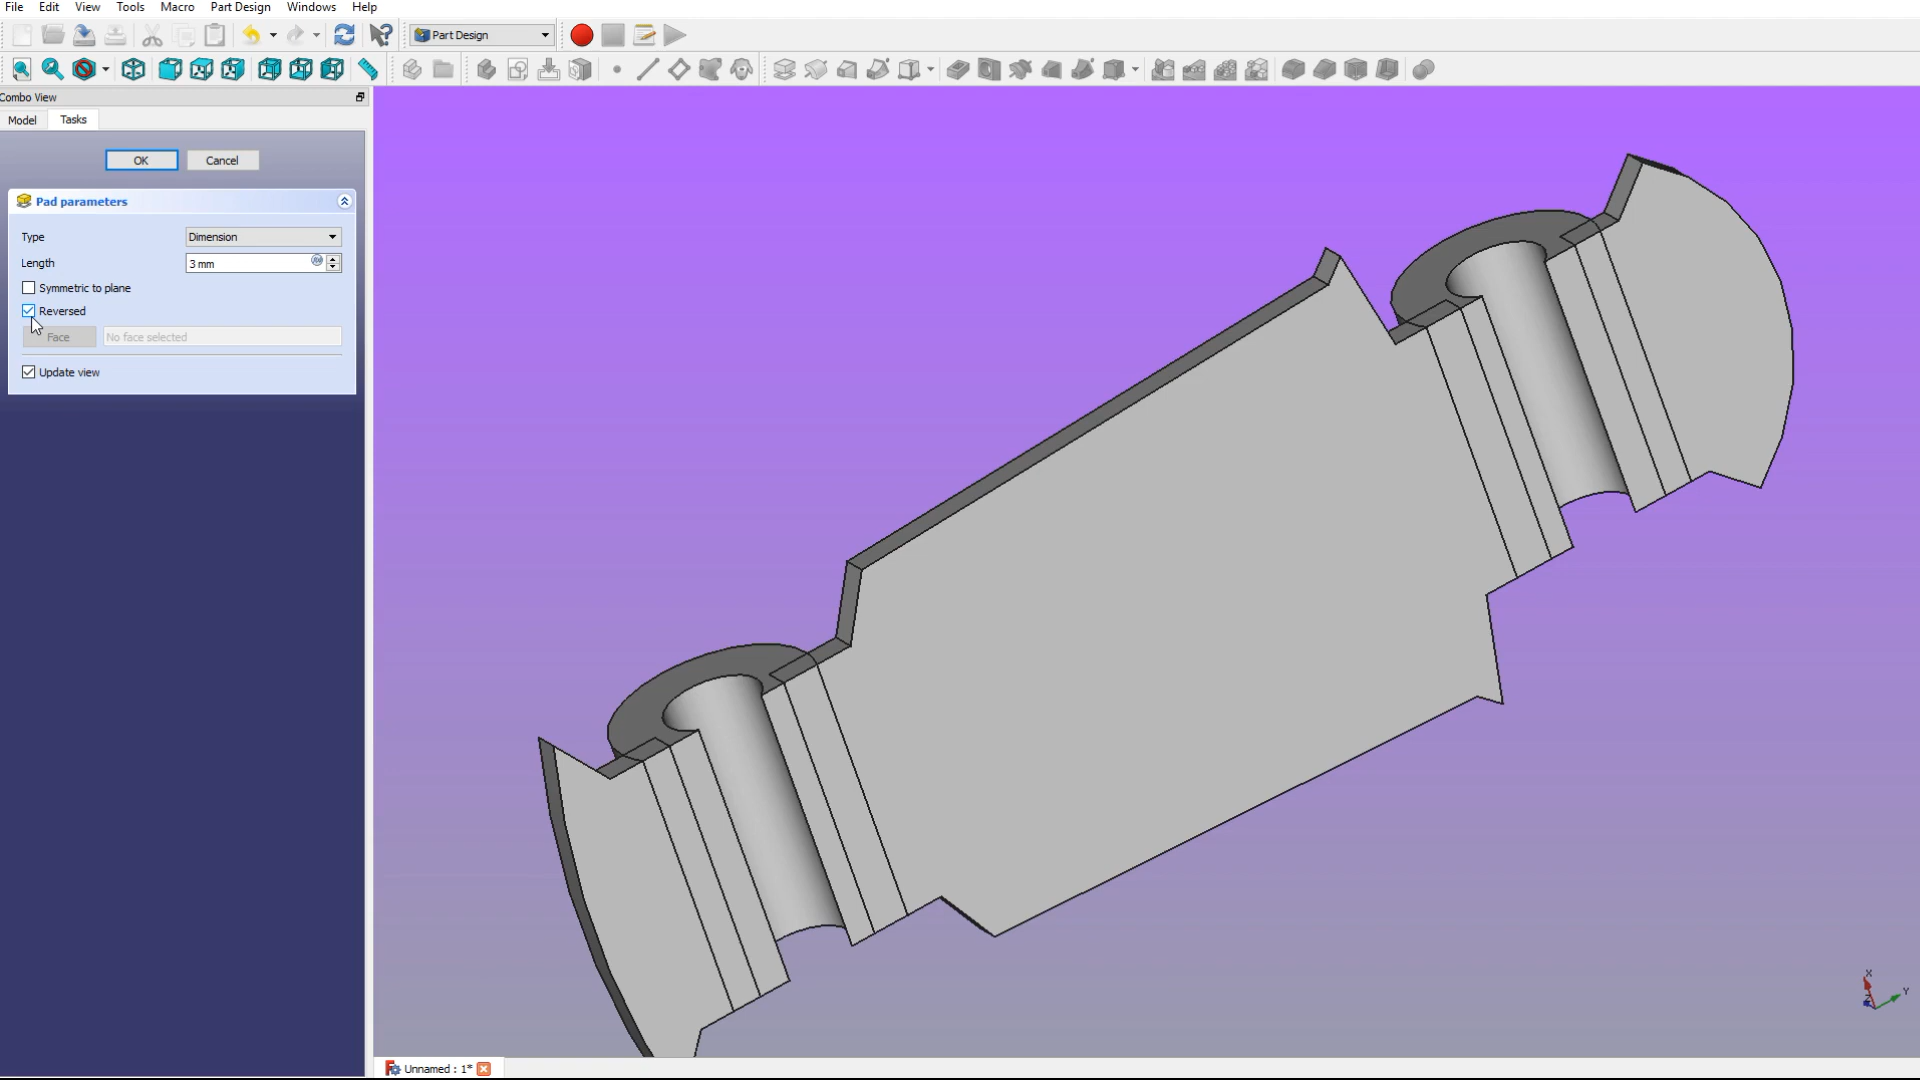 File Edit View Tools Macro Part Design Windows Help
Part Design
Combo View
Model Tasks
OK Cancel
Pad parameters
Type Dimension
Length 3 mm
Symmetric to plane
Reversed
Face No face selected
Update view
X
Y
Z
Unnamed : 1*